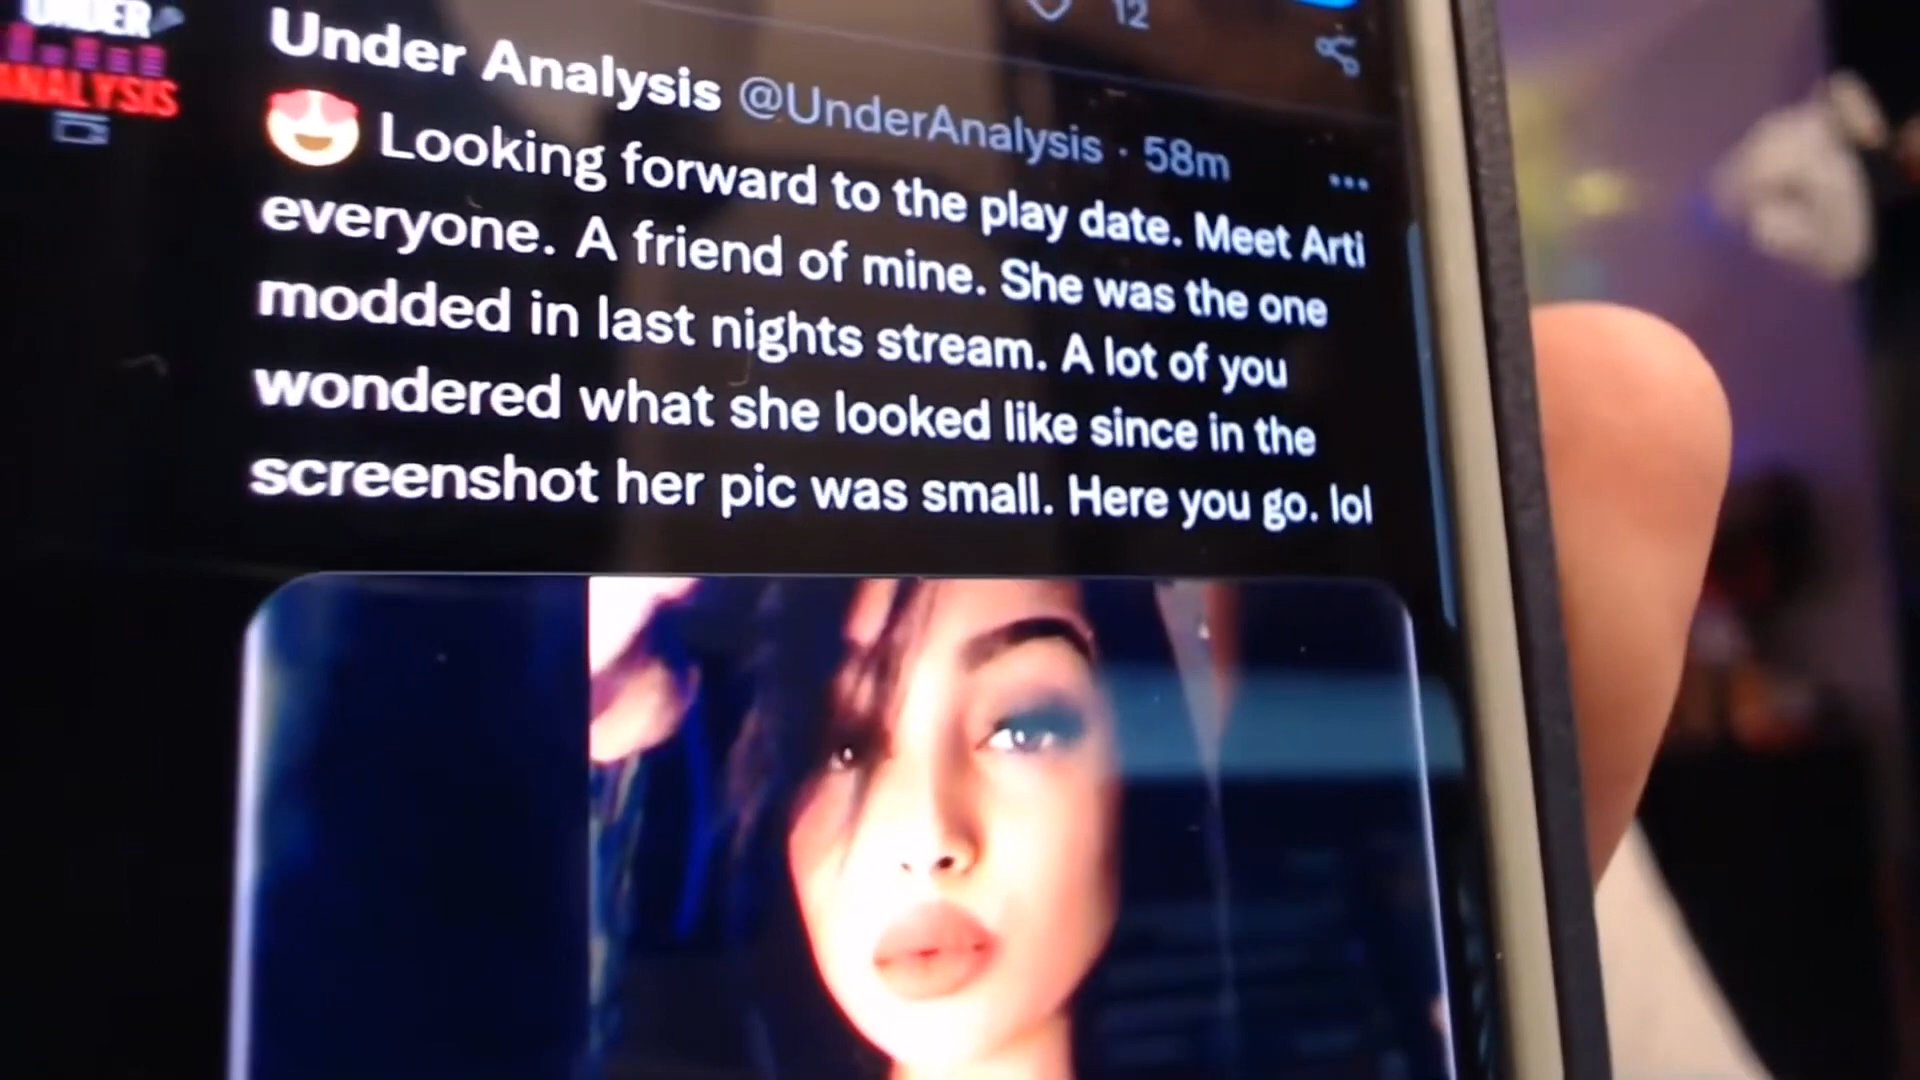 12
UNDER
ANALYSIS
Under Analysis @UnderAnalysis · 58m
😍 Looking forward to the play date. Meet Arti
everyone. A friend of mine. She was the one
modded in last nights stream. A lot of you
wondered what she looked like since in the
screenshot her pic was small. Here you go. lol